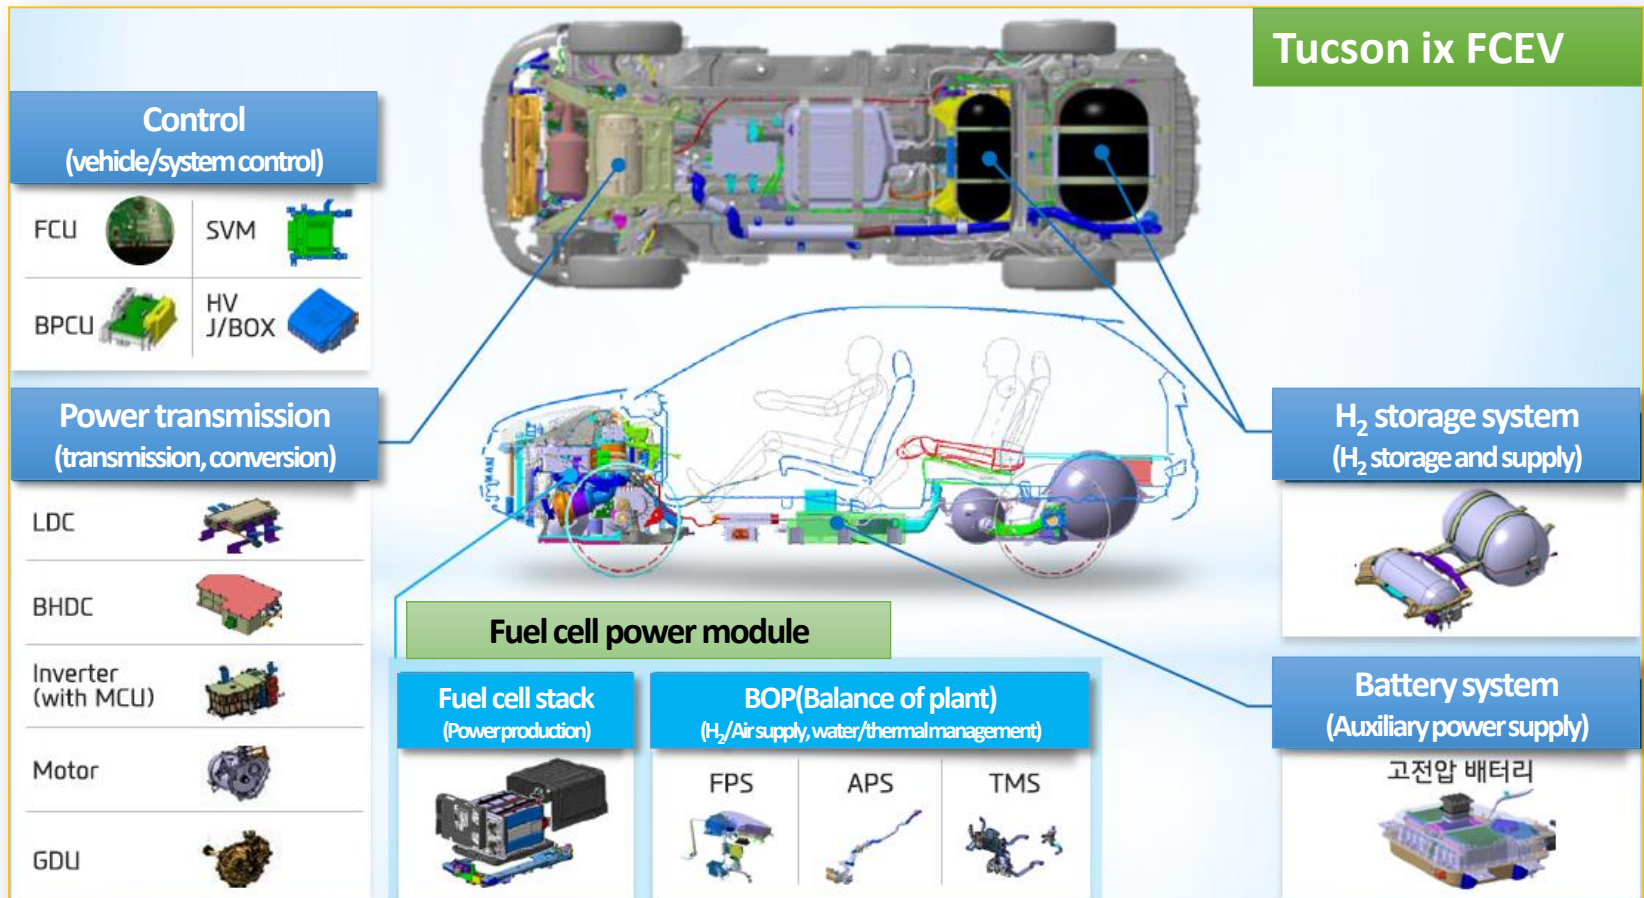 Tucson ix FCEV
Control
(vehicle/system control)
FCU
SVM
BPCU
HV
J/BOX
Power transmission
(transmission, conversion)
LDC
BHDC
Inverter
(with MCU)
Motor
GDU
Fuel cell power module
Fuel cell stack
(Power production)
BOP(Balance of plant)
(H₂/Air supply, water/thermal management)
FPS
APS
TMS
H₂ storage system
(H₂ storage and supply)
Battery system
(Auxiliary power supply)
고전압 배터리